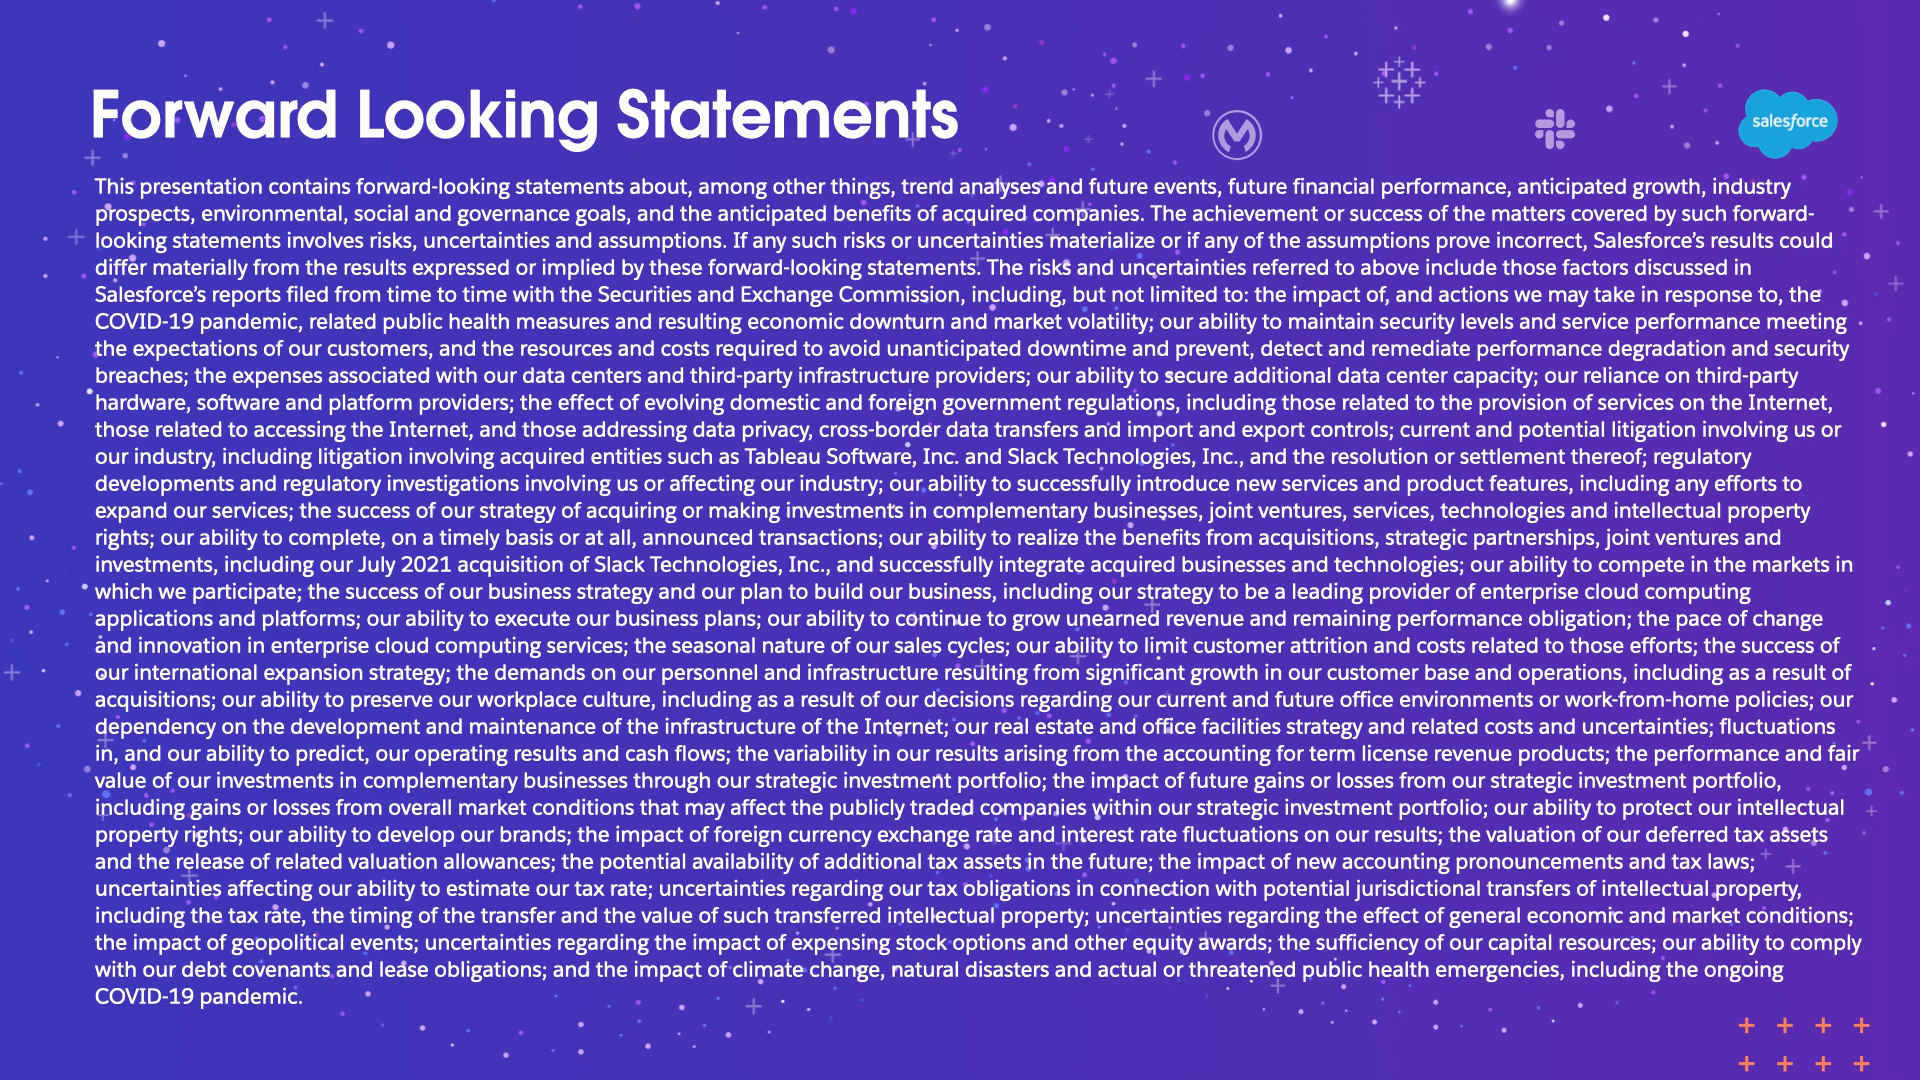 Forward Looking Statements
salesforce
This presentation contains forward-looking statements about, among other things, trend analyses and future events, future financial performance, anticipated growth, industry
prospects, environmental, social and governance goals, and the anticipated benefits of acquired companies. The achievement or success of the matters covered by such forward-
looking statements involves risks, uncertainties and assumptions. If any such risks or uncertainties materialize or if any of the assumptions prove incorrect, Salesforce’s results could
differ materially from the results expressed or implied by these forward-looking statements. The risks and uncertainties referred to above include those factors discussed in
Salesforce’s reports filed from time to time with the Securities and Exchange Commission, including, but not limited to: the impact of, and actions we may take in response to, the
COVID-19 pandemic, related public health measures and resulting economic downturn and market volatility; our ability to maintain security levels and service performance meeting
the expectations of our customers, and the resources and costs required to avoid unanticipated downtime and prevent, detect and remediate performance degradation and security
breaches; the expenses associated with our data centers and third-party infrastructure providers; our ability to secure additional data center capacity; our reliance on third-party
hardware, software and platform providers; the effect of evolving domestic and foreign government regulations, including those related to the provision of services on the Internet,
those related to accessing the Internet, and those addressing data privacy, cross-border data transfers and import and export controls; current and potential litigation involving us or
our industry, including litigation involving acquired entities such as Tableau Software, Inc. and Slack Technologies, Inc., and the resolution or settlement thereof; regulatory
developments and regulatory investigations involving us or affecting our industry; our ability to successfully introduce new services and product features, including any efforts to
expand our services; the success of our strategy of acquiring or making investments in complementary businesses, joint ventures, services, technologies and intellectual property
rights; our ability to complete, on a timely basis or at all, announced transactions; our ability to realize the benefits from acquisitions, strategic partnerships, joint ventures and
investments, including our July 2021 acquisition of Slack Technologies, Inc., and successfully integrate acquired businesses and technologies; our ability to compete in the markets in
which we participate; the success of our business strategy and our plan to build our business, including our strategy to be a leading provider of enterprise cloud computing
applications and platforms; our ability to execute our business plans; our ability to continue to grow unearned revenue and remaining performance obligation; the pace of change
and innovation in enterprise cloud computing services; the seasonal nature of our sales cycles; our ability to limit customer attrition and costs related to those efforts; the success of
our international expansion strategy; the demands on our personnel and infrastructure resulting from significant growth in our customer base and operations, including as a result of
acquisitions; our ability to preserve our workplace culture, including as a result of our decisions regarding our current and future office environments or work-from-home policies; our
dependency on the development and maintenance of the infrastructure of the Internet; our real estate and office facilities strategy and related costs and uncertainties; fluctuations
in, and our ability to predict, our operating results and cash flows; the variability in our results arising from the accounting for term license revenue products; the performance and fair
value of our investments in complementary businesses through our strategic investment portfolio; the impact of future gains or losses from our strategic investment portfolio,
including gains or losses from overall market conditions that may affect the publicly traded companies within our strategic investment portfolio; our ability to protect our intellectual
property rights; our ability to develop our brands; the impact of foreign currency exchange rate and interest rate fluctuations on our results; the valuation of our deferred tax assets
and the release of related valuation allowances; the potential availability of additional tax assets in the future; the impact of new accounting pronouncements and tax laws;
uncertainties affecting our ability to estimate our tax rate; uncertainties regarding our tax obligations in connection with potential jurisdictional transfers of intellectual property,
including the tax rate, the timing of the transfer and the value of such transferred intellectual property; uncertainties regarding the effect of general economic and market conditions;
the impact of geopolitical events; uncertainties regarding the impact of expensing stock options and other equity awards; the sufficiency of our capital resources; our ability to comply
with our debt covenants and lease obligations; and the impact of climate change, natural disasters and actual or threatened public health emergencies, including the ongoing
COVID-19 pandemic.